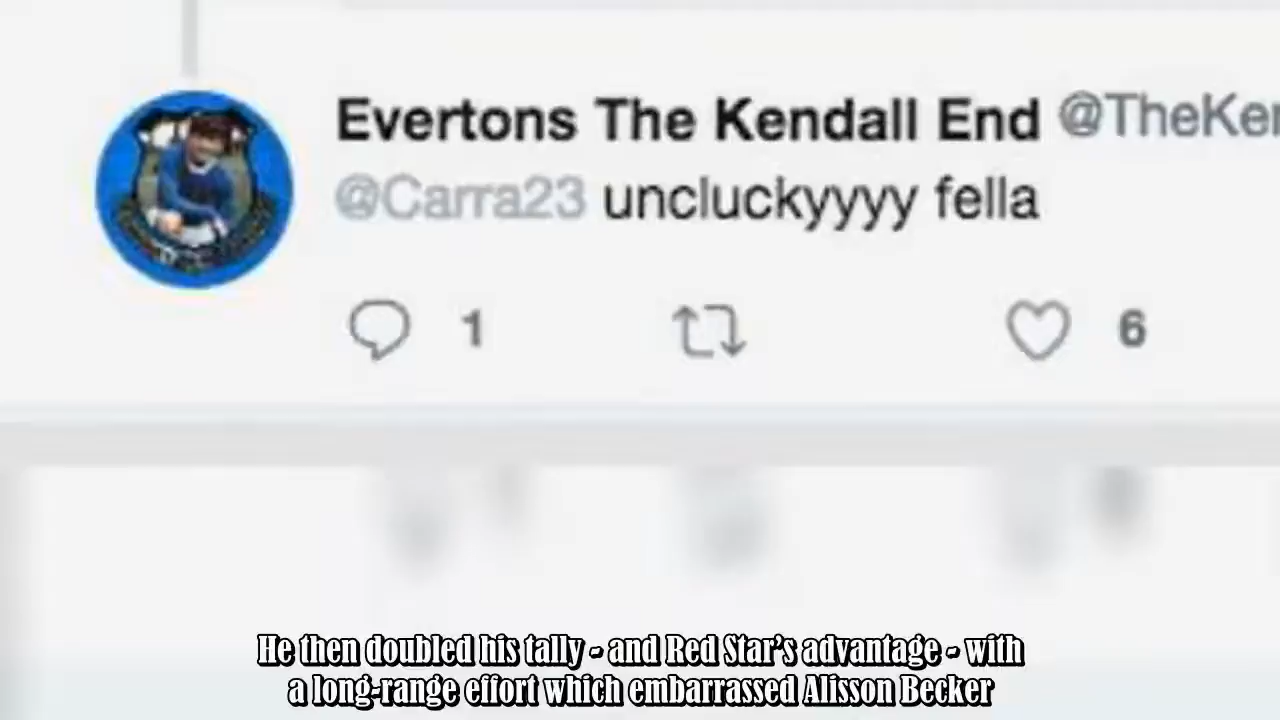 Evertons The Kendall End @TheKe
@Carra23 uncluckyyyy fella
1 6
He then doubled his tally - and Red Star's advantage - with
a long-range effort which embarrassed Alisson Becker